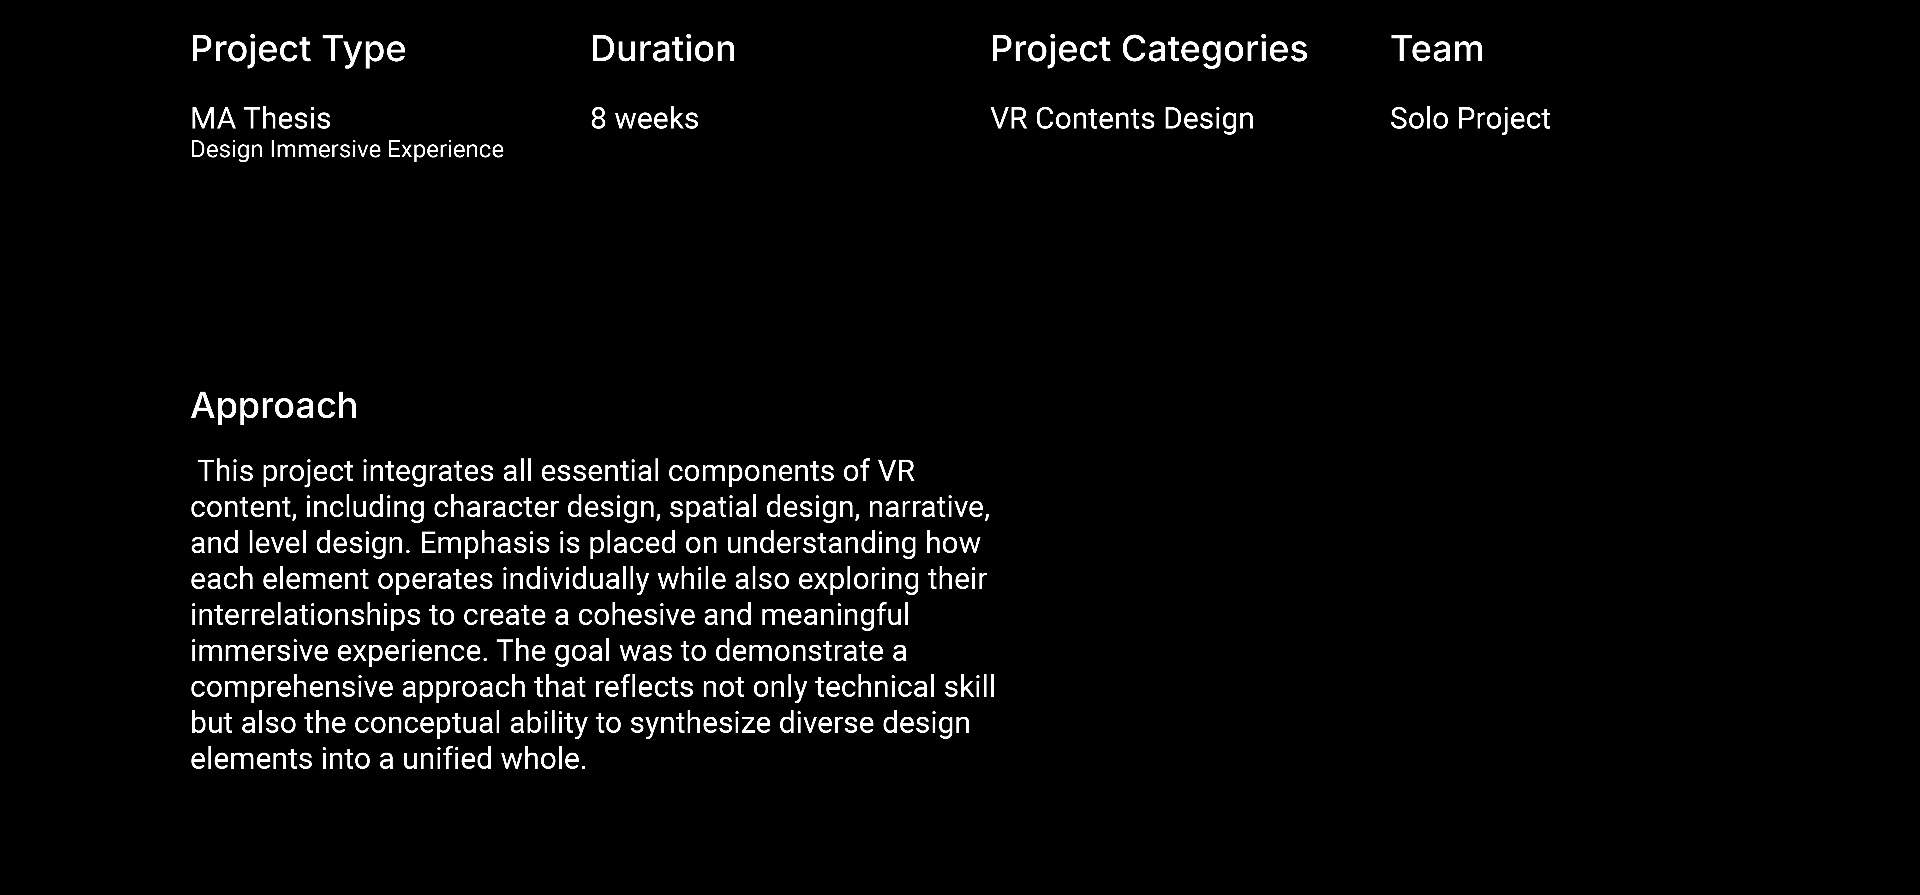 Project Type
MA Thesis
Design Immersive Experience
Duration
8 weeks
Project Categories
VR Contents Design
Team
Solo Project
Approach
This project integrates all essential components of VR
content, including character design, spatial design, narrative,
and level design. Emphasis is placed on understanding how
each element operates individually while also exploring their
interrelationships to create a cohesive and meaningful
immersive experience. The goal was to demonstrate a
comprehensive approach that reflects not only technical skill
but also the conceptual ability to synthesize diverse design
elements into a unified whole.